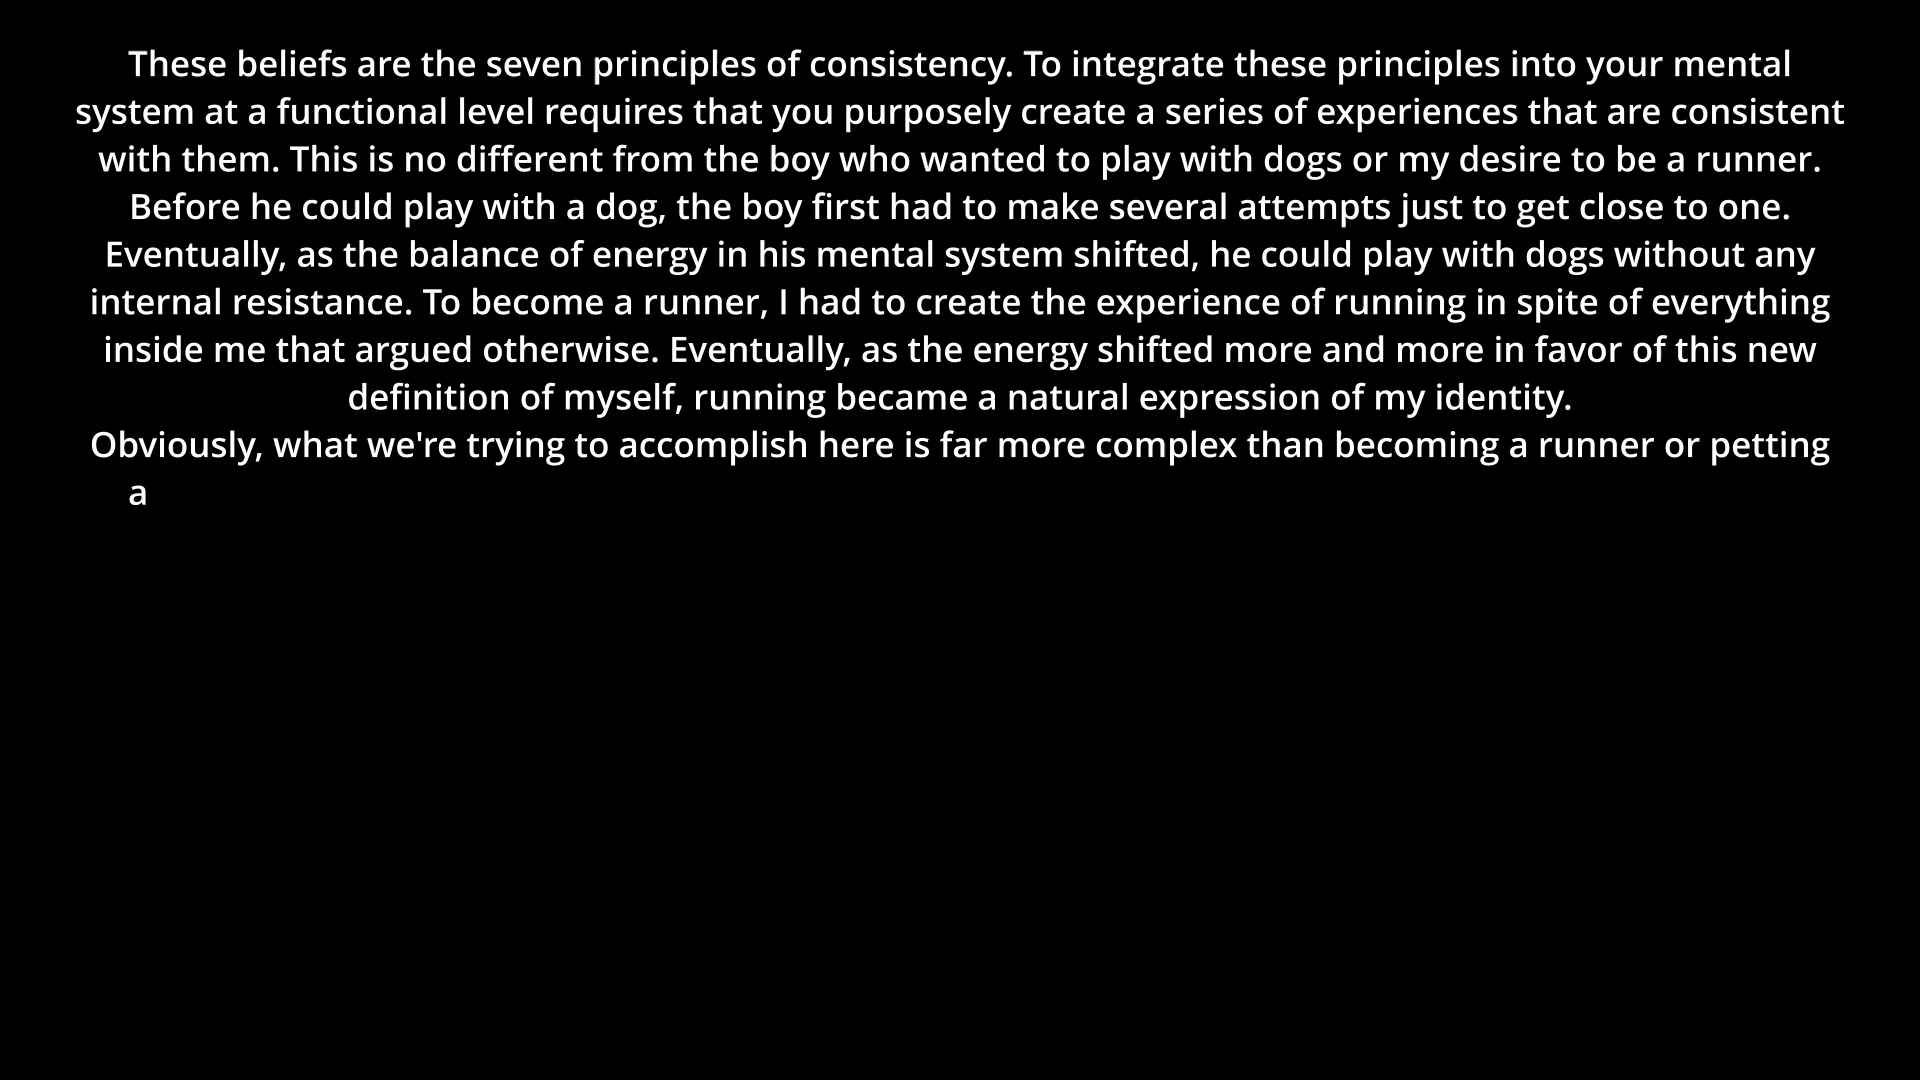 These beliefs are the seven principles of consistency. To integrate these principles into your mental
system at a functional level requires that you purposely create a series of experiences that are consistent
with them. This is no different from the boy who wanted to play with dogs or my desire to be a runner.
Before he could play with a dog, the boy first had to make several attempts just to get close to one.
Eventually, as the balance of energy in his mental system shifted, he could play with dogs without any
internal resistance. To become a runner, I had to create the experience of running in spite of everything
inside me that argued otherwise. Eventually, as the energy shifted more and more in favor of this new
definition of myself, running became a natural expression of my identity.
Obviously, what we're trying to accomplish here is far more complex than becoming a runner or petting
a